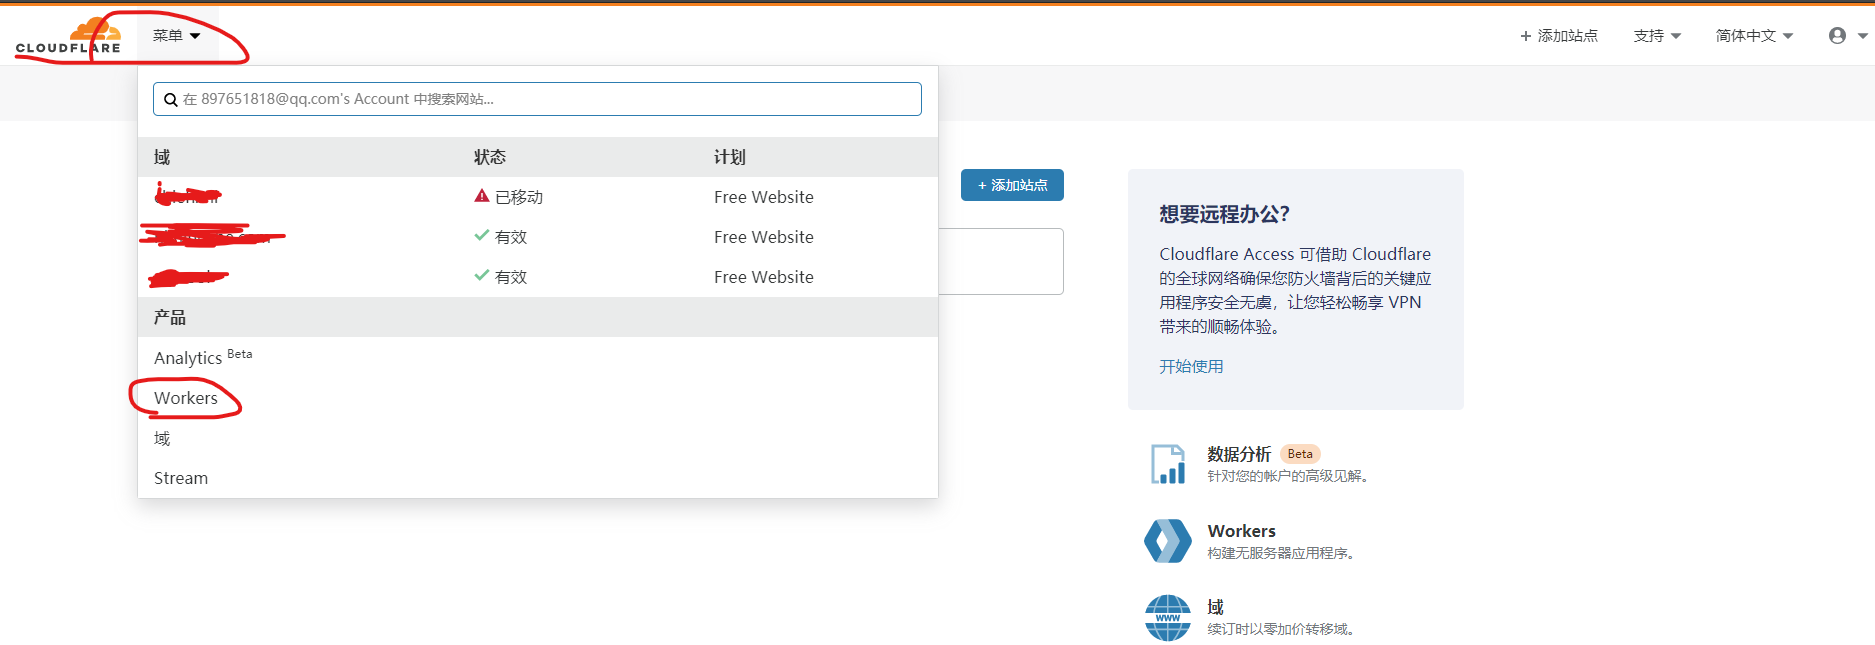 CLOUDFLARE
菜单
+ 添加站点
支持
简体中文
在 897651818@qq.com's Account 中搜索网站...
域 状态 计划
已移动 Free Website
有效 Free Website
有效 Free Website
产品
Analytics Beta
Workers
域
Stream
+ 添加站点
想要远程办公？
Cloudflare Access 可借助 Cloudflare
的全球网络确保您防火墙背后的关键应
用程序安全无虞，让您轻松畅享 VPN
带来的顺畅体验。
开始使用
数据分析 Beta
针对您的帐户的高级见解。
Workers
构建无服务器应用程序。
WWW
域
续订时以零加价转移域。